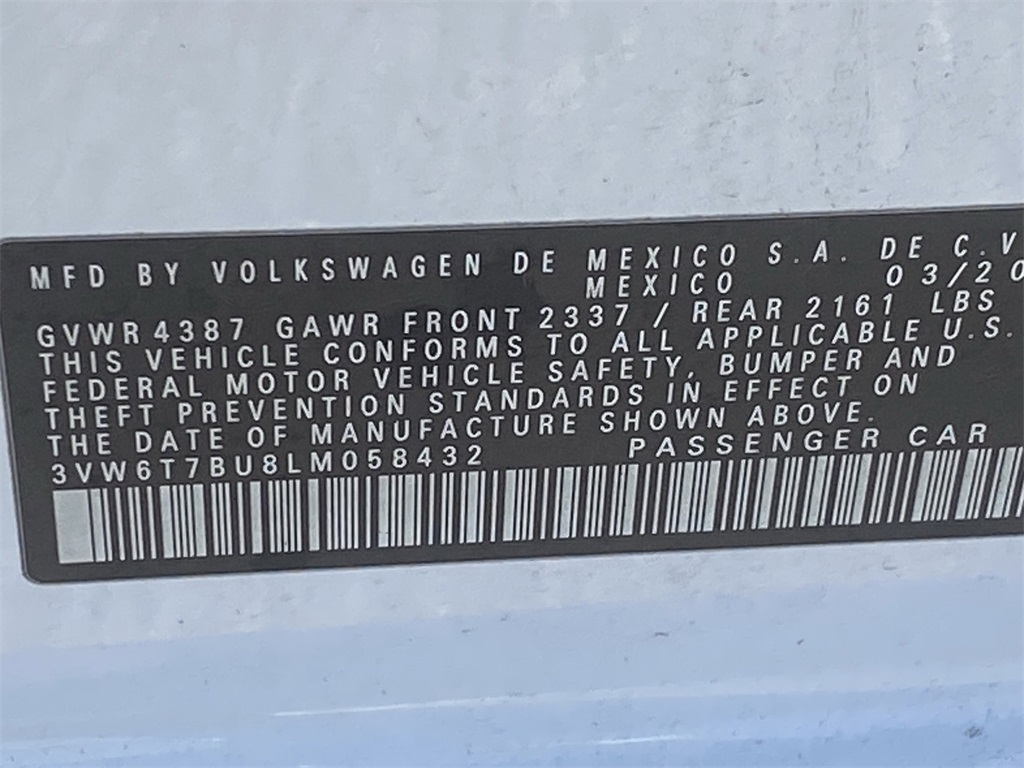 MFD BY VOLKSWAGEN DE MEXICO S.A. DE C.V
MEXICO 03/20
GVWR 4387 GAWR FRONT 2337 / REAR 2161 LBS
THIS VEHICLE CONFORMS TO ALL APPLICABLE U.S.
FEDERAL MOTOR VEHICLE SAFETY, BUMPER AND
THEFT PREVENTION STANDARDS IN EFFECT ON
THE DATE OF MANUFACTURE SHOWN ABOVE.
3VW6T7BU8LM058432 PASSENGER CAR